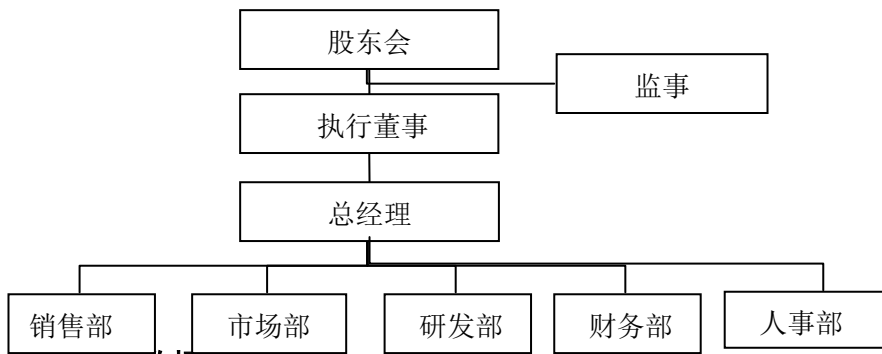 股东会
监事
执行董事
总经理
销售部
市场部
研发部
财务部
人事部